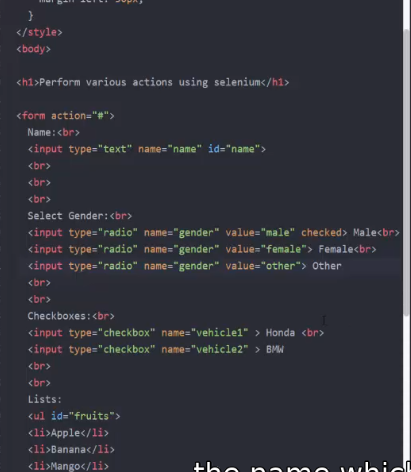 margin-left: 50px;
}
</style>
<body>
<h1>Perform various actions using selenium</h1>
<form action="#">
Name:<br>
<input type="text" name="name" id="name">
<br>
<br>
<br>
Select Gender:<br>
<input type="radio" name="gender" value="male" checked> Male<br>
<input type="radio" name="gender" value="female"> Female<br>
<input type="radio" name="gender" value="other"> Other
<br>
<br>
Checkboxes:<br>
<input type="checkbox" name="vehicle1" > Honda <br>
<input type="checkbox" name="vehicle2" > BMW
<br>
<br>
Lists:
<ul id="fruits">
<li>Apple</li>
<li>Banana</li>
<li>Mango</li>
the name which